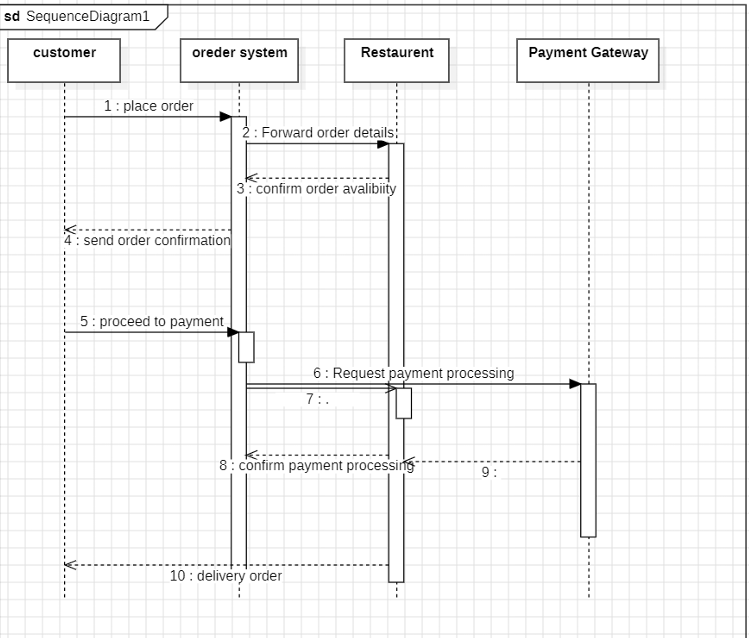 sd SequenceDiagram1
customer
oreder system
Restaurent
Payment Gateway
1 : place order
2 : Forward order details
3 : confirm order avalibiity
4 : send order confirmation
5 : proceed to payment
6 : Request payment processing
7 : .
8 : confirm payment processing
9 :
10 : delivery order